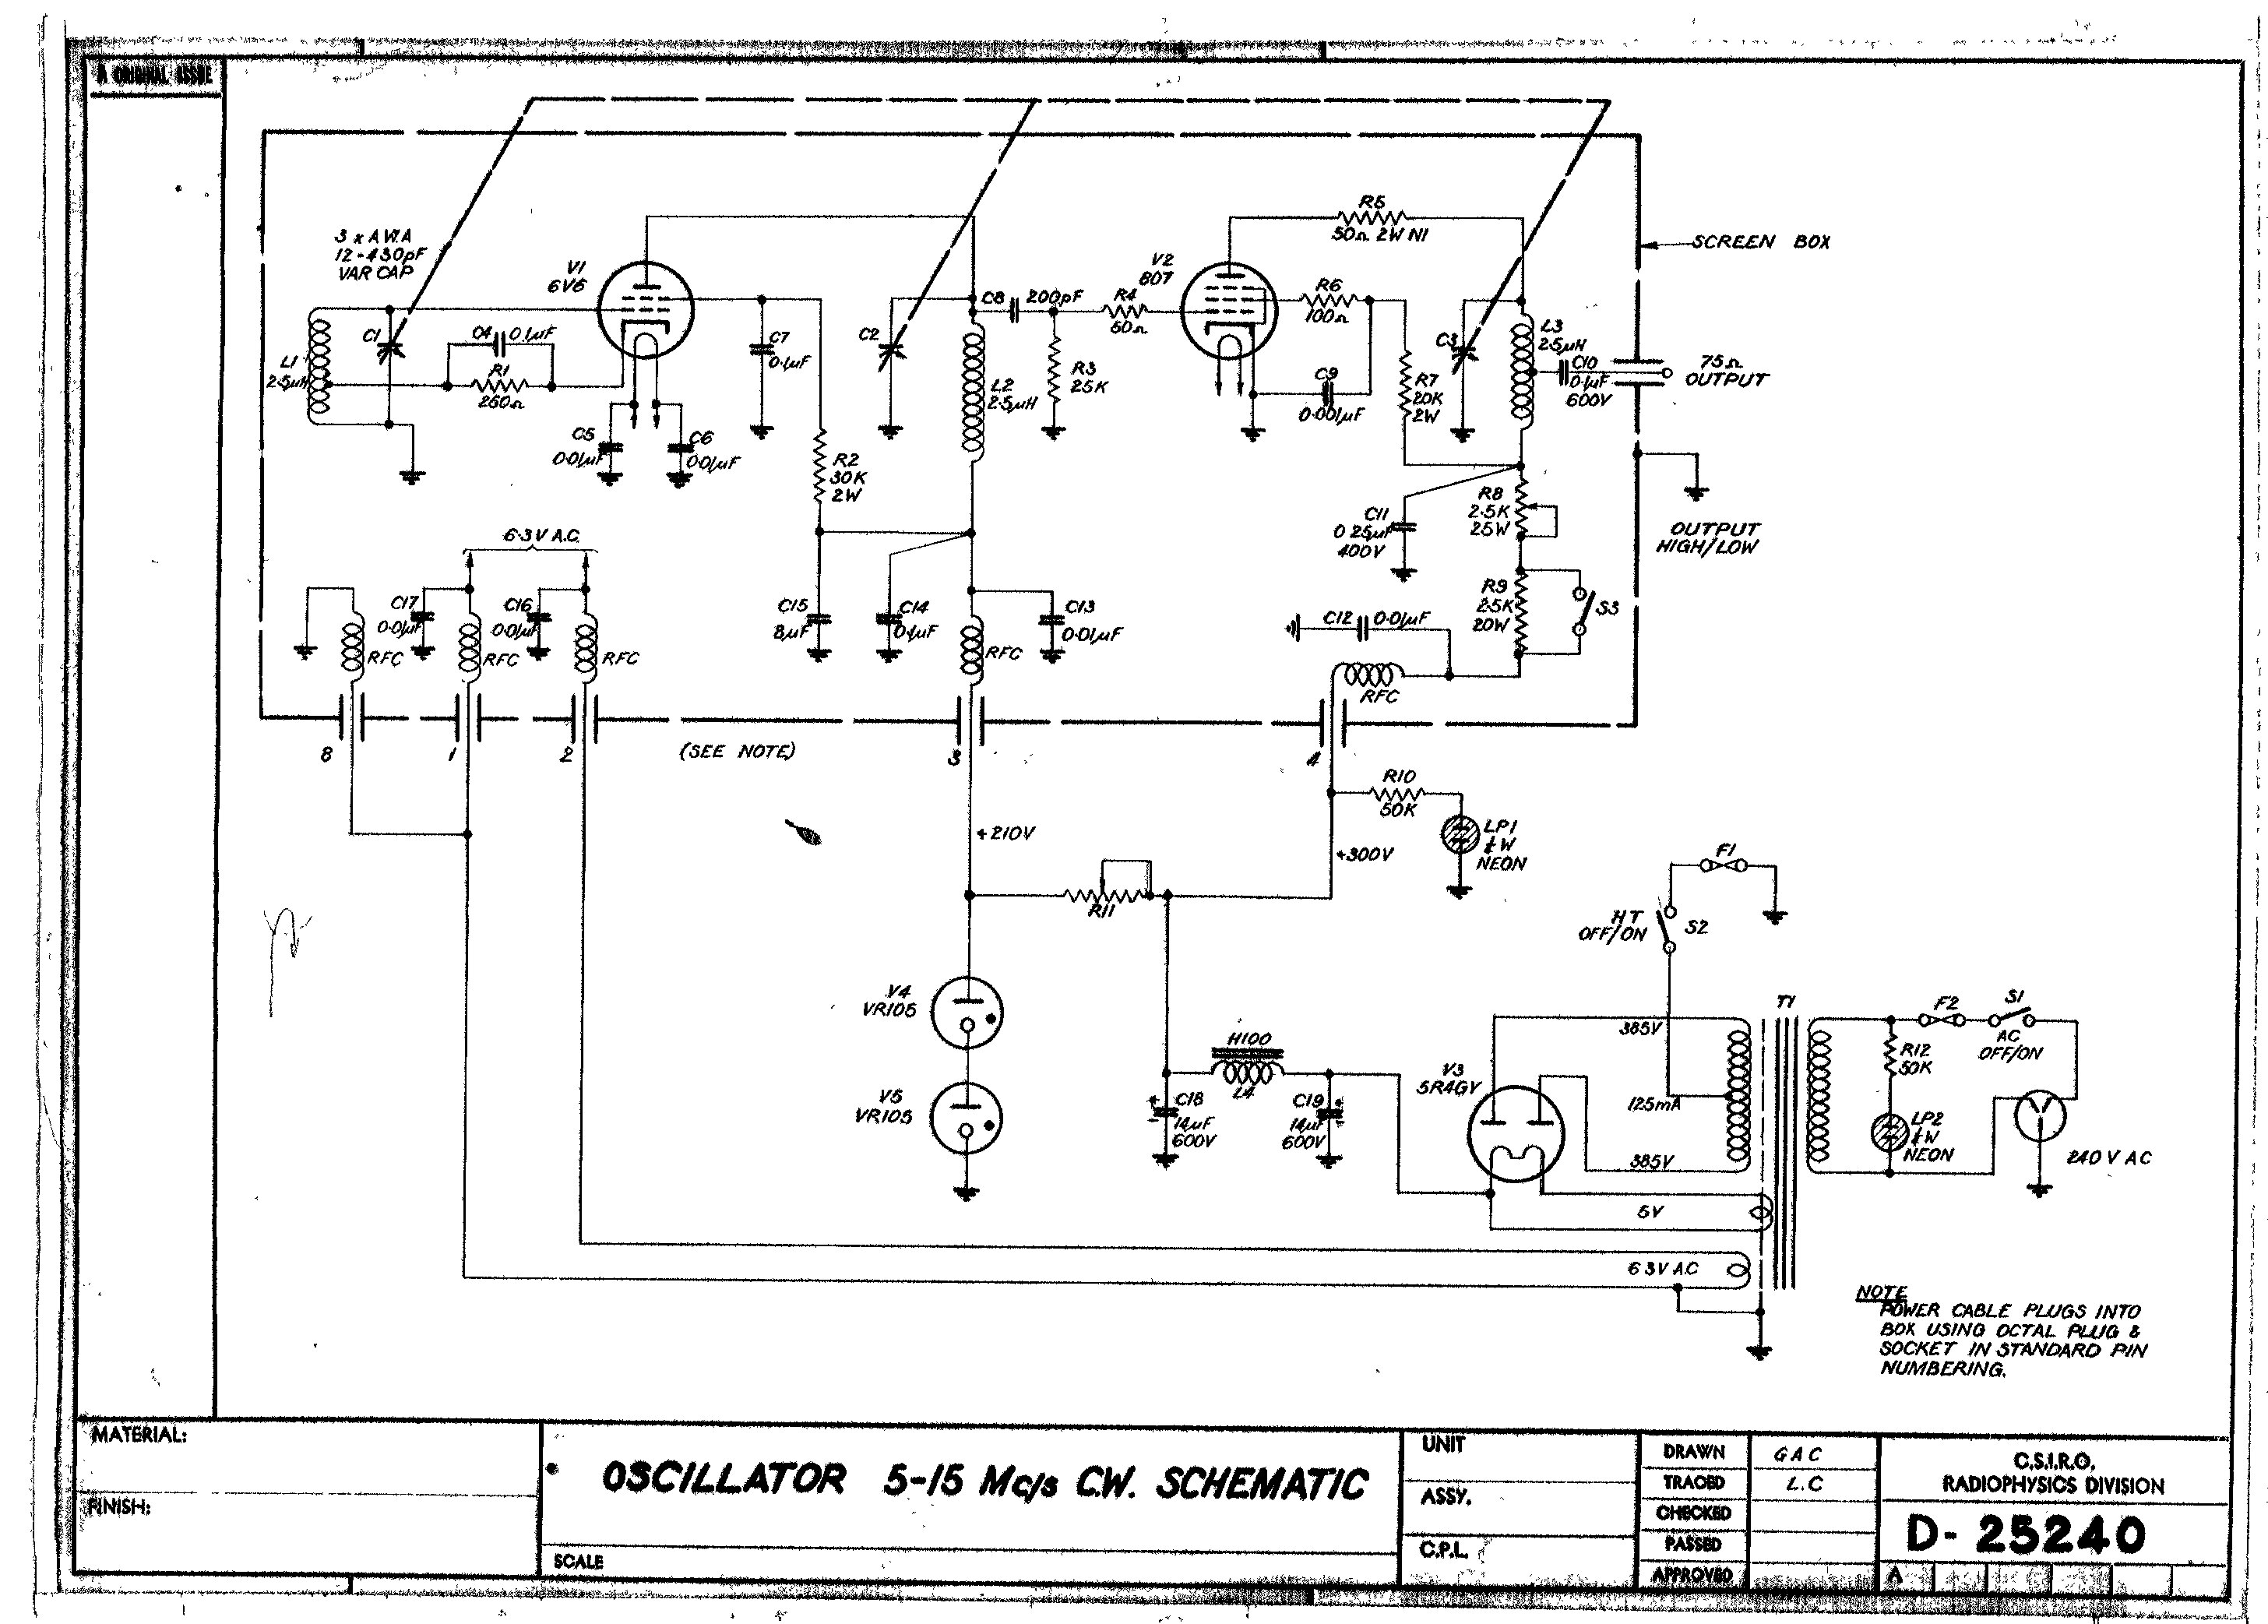 A ORIGINAL ISSUE
3 x A.W.A
12-430pF
VAR CAP
C1
L1
2.5µH
C4 0.1µF
R1
250Ω
V1
6V6
C5
0.01µF
C6
0.01µF
C7
0.1µF
R2
30K
2W
C2
L2
2.5µH
C8 200pF
R3
25K
R4
50Ω
V2
807
R5
50Ω 2W NI
R6
100Ω
C9
0.001µF
R7
20K
2W
C3
L3
2.5µH
C10
0.1µF
600V
75Ω
OUTPUT
SCREEN BOX
C11
0.25µF
400V
R8
2.5K
25W
OUTPUT
HIGH/LOW
R9
25K
20W
S3
C12 0.01µF
RFC
6.3V A.C.
C17
0.01µF
RFC
C16
0.01µF
RFC
RFC
C15
8µF
C14
0.1µF
C13
0.01µF
RFC
8
1
2
(SEE NOTE)
3
4
+210V
+300V
R10
50K
LP1
¼W
NEON
R11
V4
VR105
V5
VR105
H100
L4
C18
14µF
600V
C19
14µF
600V
V3
5R4GY
HT
OFF/ON
S2
F1
385V
125mA
385V
5V
6.3V A.C
T1
F2
S1
AC
OFF/ON
R12
50K
LP2
¼W
NEON
240 V AC
NOTE
POWER CABLE PLUGS INTO
BOX USING OCTAL PLUG &
SOCKET IN STANDARD PIN
NUMBERING.
MATERIAL:
FINISH:
OSCILLATOR 5-15 Mc/s C.W. SCHEMATIC
SCALE
UNIT
ASSY.
C.P.L.
DRAWN GAC
TRACED L.C
CHECKED
PASSED
APPROVED
C.S.I.R.O.
RADIOPHYSICS DIVISION
D- 25240
A